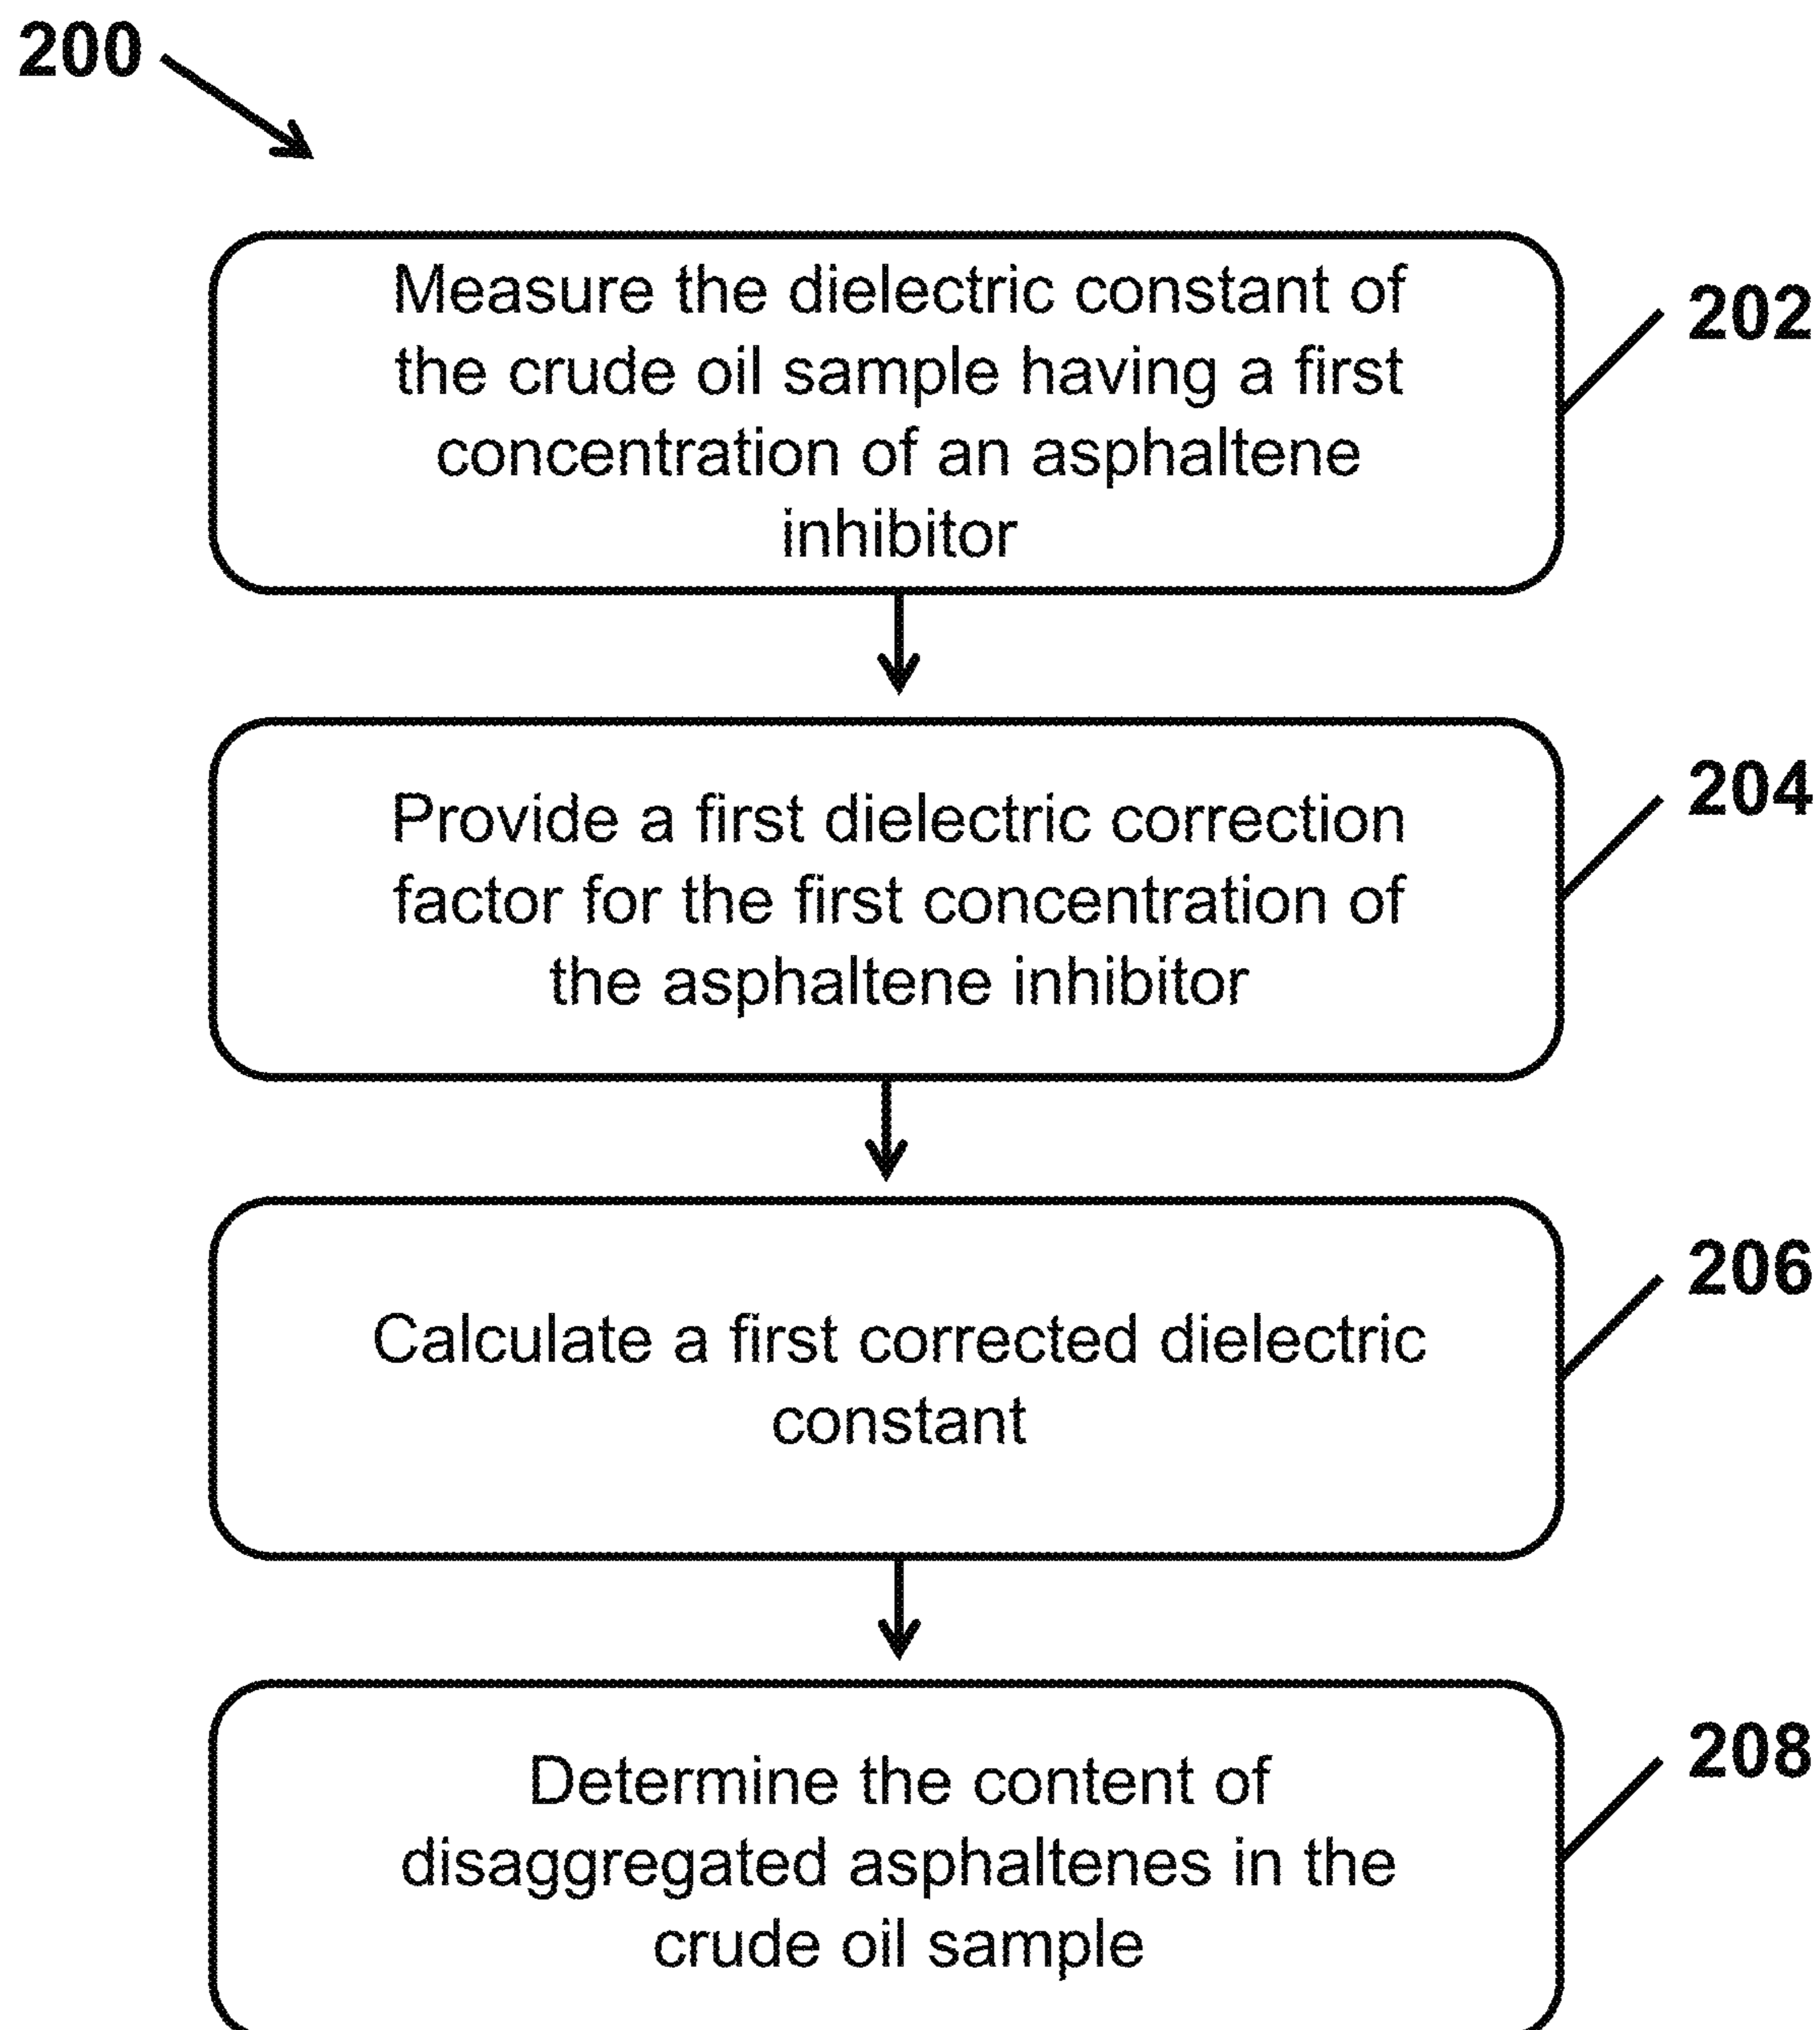 200
Measure the dielectric constant of
the crude oil sample having a first
concentration of an asphaltene
inhibitor
202
Provide a first dielectric correction
factor for the first concentration of
the asphaltene inhibitor
204
Calculate a first corrected dielectric
constant
206
Determine the content of
disaggregated asphaltenes in the
crude oil sample
208